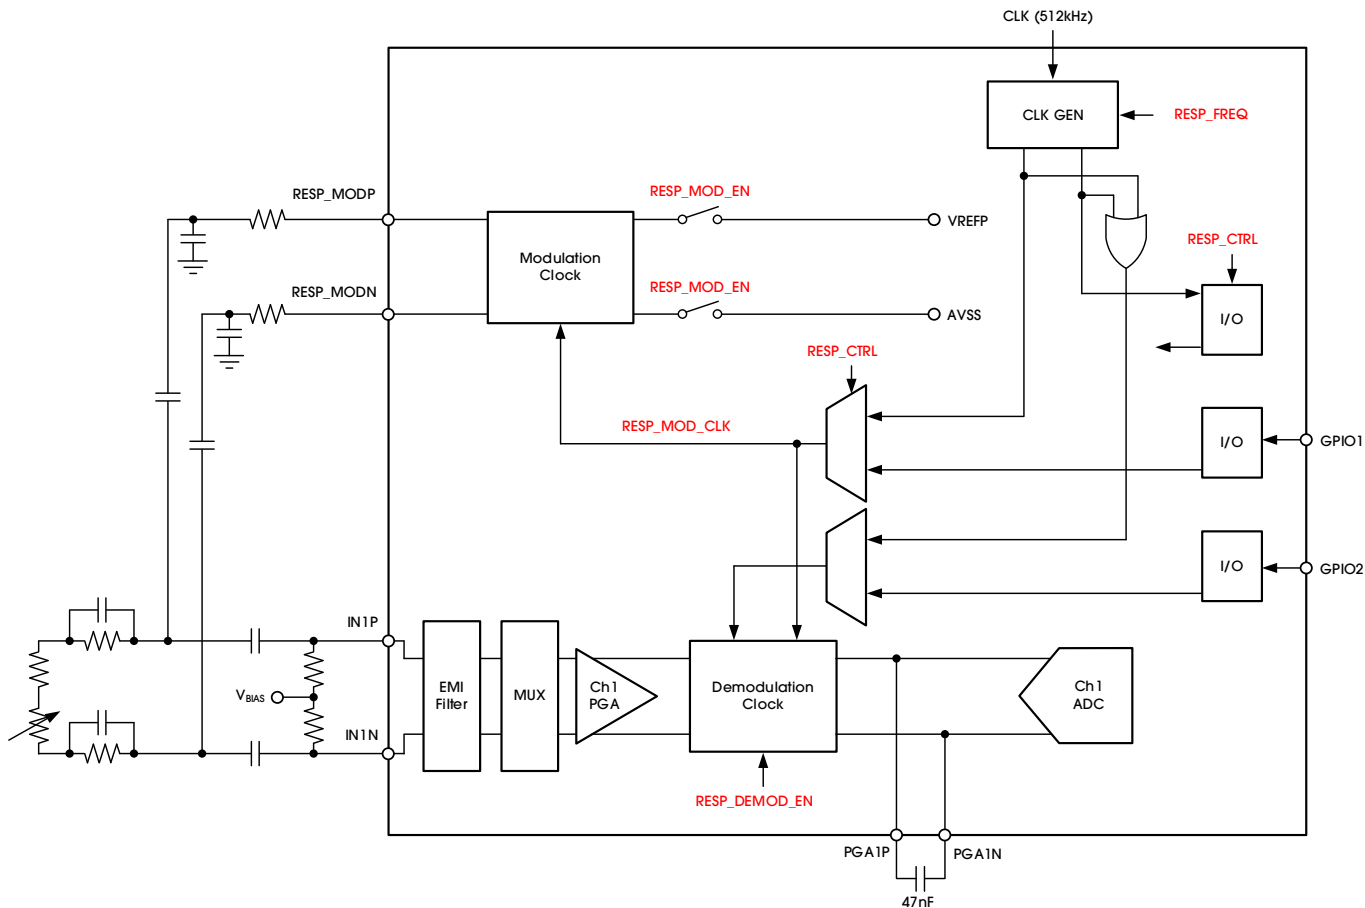 CLK (512kHz)
CLK GEN
RESP_FREQ
RESP_MODP
RESP_MOD_EN
VREFP
RESP_CTRL
Modulation
Clock
RESP_MODN
RESP_MOD_EN
AVSS
I/O
RESP_CTRL
RESP_MOD_CLK
I/O
GPIO1
I/O
GPIO2
IN1P
EMI
Filter
MUX
Ch1
PGA
Demodulation
Clock
Ch1
ADC
VBIAS
IN1N
RESP_DEMOD_EN
PGA1P
PGA1N
47nF